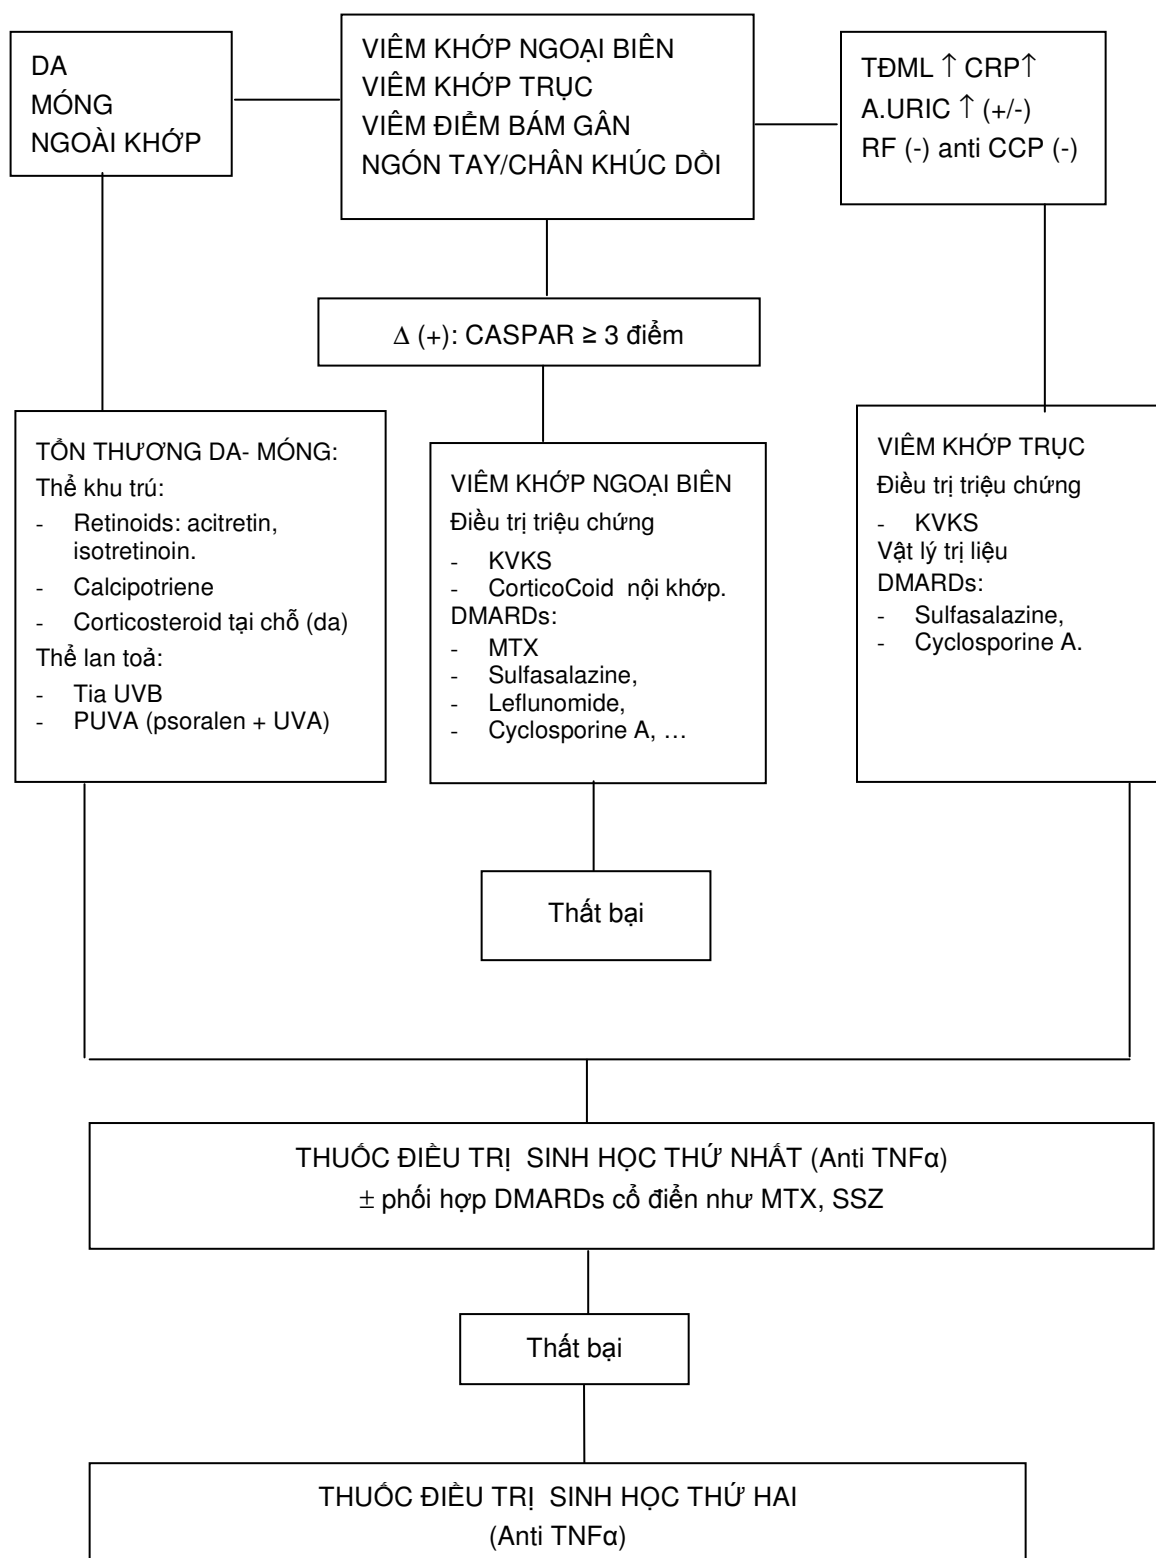 DA
MÓNG
NGOÀI KHỚP
VIÊM KHỚP NGOẠI BIÊN
VIÊM KHỚP TRỤC
VIÊM ĐIỂM BÁM GÂN
NGÓN TAY/CHÂN KHÚC DỒI
TĐML ↑ CRP↑
A.URIC ↑ (+/-)
RF (-) anti CCP (-)
Δ (+): CASPAR ≥ 3 điểm
TỔN THƯƠNG DA- MÓNG:
Thể khu trú:
- Retinoids: acitretin,
isotretinoin.
- Calcipotriene
- Corticosteroid tại chỗ (da)
Thể lan toả:
- Tia UVB
- PUVA (psoralen + UVA)
VIÊM KHỚP NGOẠI BIÊN
Điều trị triệu chứng
- KVKS
- CorticoCoid nội khớp.
DMARDs:
- MTX
- Sulfasalazine,
- Leflunomide,
- Cyclosporine A, …
VIÊM KHỚP TRỤC
Điều trị triệu chứng
- KVKS
Vật lý trị liệu
DMARDs:
- Sulfasalazine,
- Cyclosporine A.
Thất bại
THUỐC ĐIỀU TRỊ SINH HỌC THỨ NHẤT (Anti TNFα)
± phối hợp DMARDs cổ điển như MTX, SSZ
Thất bại
THUỐC ĐIỀU TRỊ SINH HỌC THỨ HAI
(Anti TNFα)